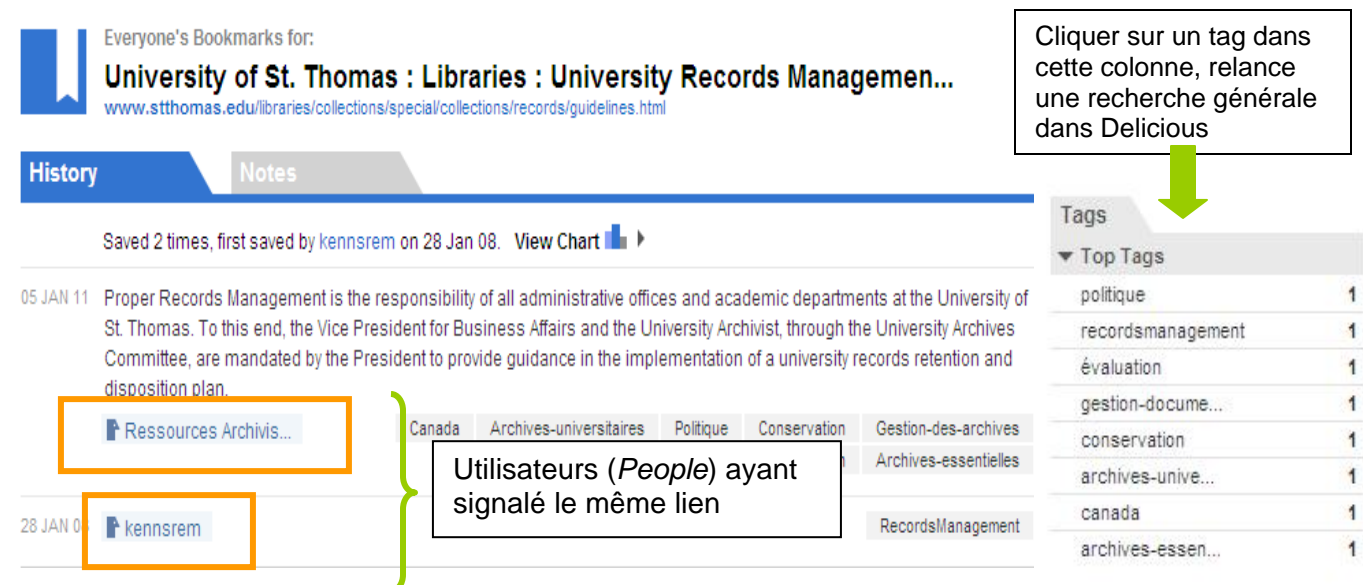 Everyone's Bookmarks for:
University of St. Thomas : Libraries : University Records Managemen...
www.stthomas.edu/libraries/collections/special/collections/records/guidelines.html
Cliquer sur un tag dans
cette colonne, relance
une recherche générale
dans Delicious
History
Notes
Saved 2 times, first saved by kennsrem on 28 Jan 08. View Chart
05 JAN 11 Proper Records Management is the responsibility of all administrative offices and academic departments at the University of
St. Thomas. To this end, the Vice President for Business Affairs and the University Archivist, through the University Archives
Committee, are mandated by the President to provide guidance in the implementation of a university records retention and
disposition plan.
Ressources Archivis...
Canada Archives-universitaires Politique Conservation Gestion-des-archives
Archives-essentielles
Utilisateurs (People) ayant
signalé le même lien
28 JAN kennsrem
RecordsManagement
Tags
Top Tags
politique 1
recordsmanagement 1
évaluation 1
gestion-docume... 1
conservation 1
archives-unive... 1
canada 1
archives-essen... 1